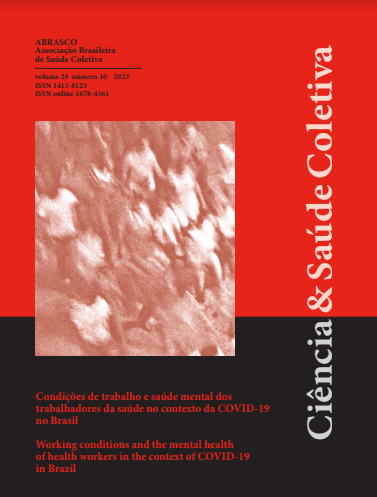 ABRASCO
Associação Brasileira
de Saúde Coletiva
volume 28 número 10 2023
ISSN 1413-8123
ISSN online 1678-4561
Ciência & Saúde Coletiva
Condições de trabalho e saúde mental dos
trabalhadores da saúde no contexto da COVID-19
no Brasil
Working conditions and the mental health
of health workers in the context of COVID-19
in Brazil